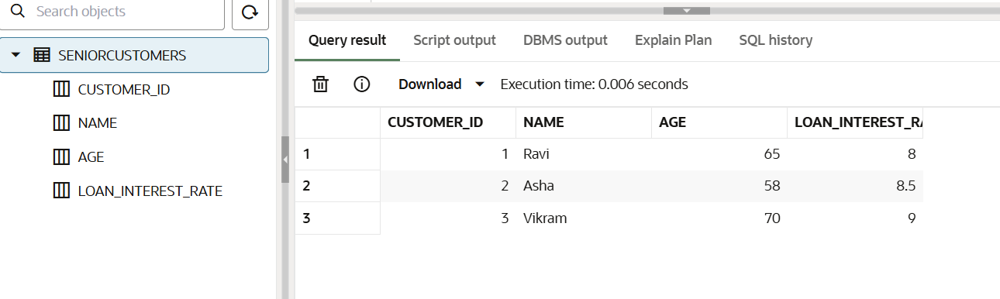 Search objects
SENIORCUSTOMERS
CUSTOMER_ID
NAME
AGE
LOAN_INTEREST_RATE
Query result Script output DBMS output Explain Plan SQL history
Download Execution time: 0.006 seconds
CUSTOMER_ID NAME AGE LOAN_INTEREST_RA
1 1 Ravi 65 8
2 2 Asha 58 8.5
3 3 Vikram 70 9